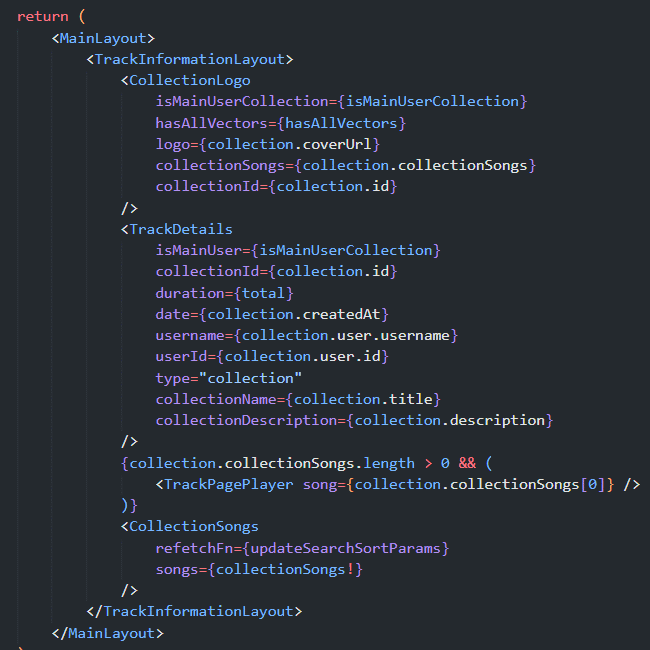 return (
<MainLayout>
<TrackInformationLayout>
<CollectionLogo
isMainUserCollection={isMainUserCollection}
hasAllVectors={hasAllVectors}
logo={collection.coverUrl}
collectionSongs={collection.collectionSongs}
collectionId={collection.id}
/>
<TrackDetails
isMainUser={isMainUserCollection}
collectionId={collection.id}
duration={total}
date={collection.createdAt}
username={collection.user.username}
userId={collection.user.id}
type="collection"
collectionName={collection.title}
collectionDescription={collection.description}
/>
{collection.collectionSongs.length > 0 && (
<TrackPagePlayer song={collection.collectionSongs[0]} />
)}
<CollectionSongs
refetchFn={updateSearchSortParams}
songs={collectionSongs!}
/>
</TrackInformationLayout>
</MainLayout>